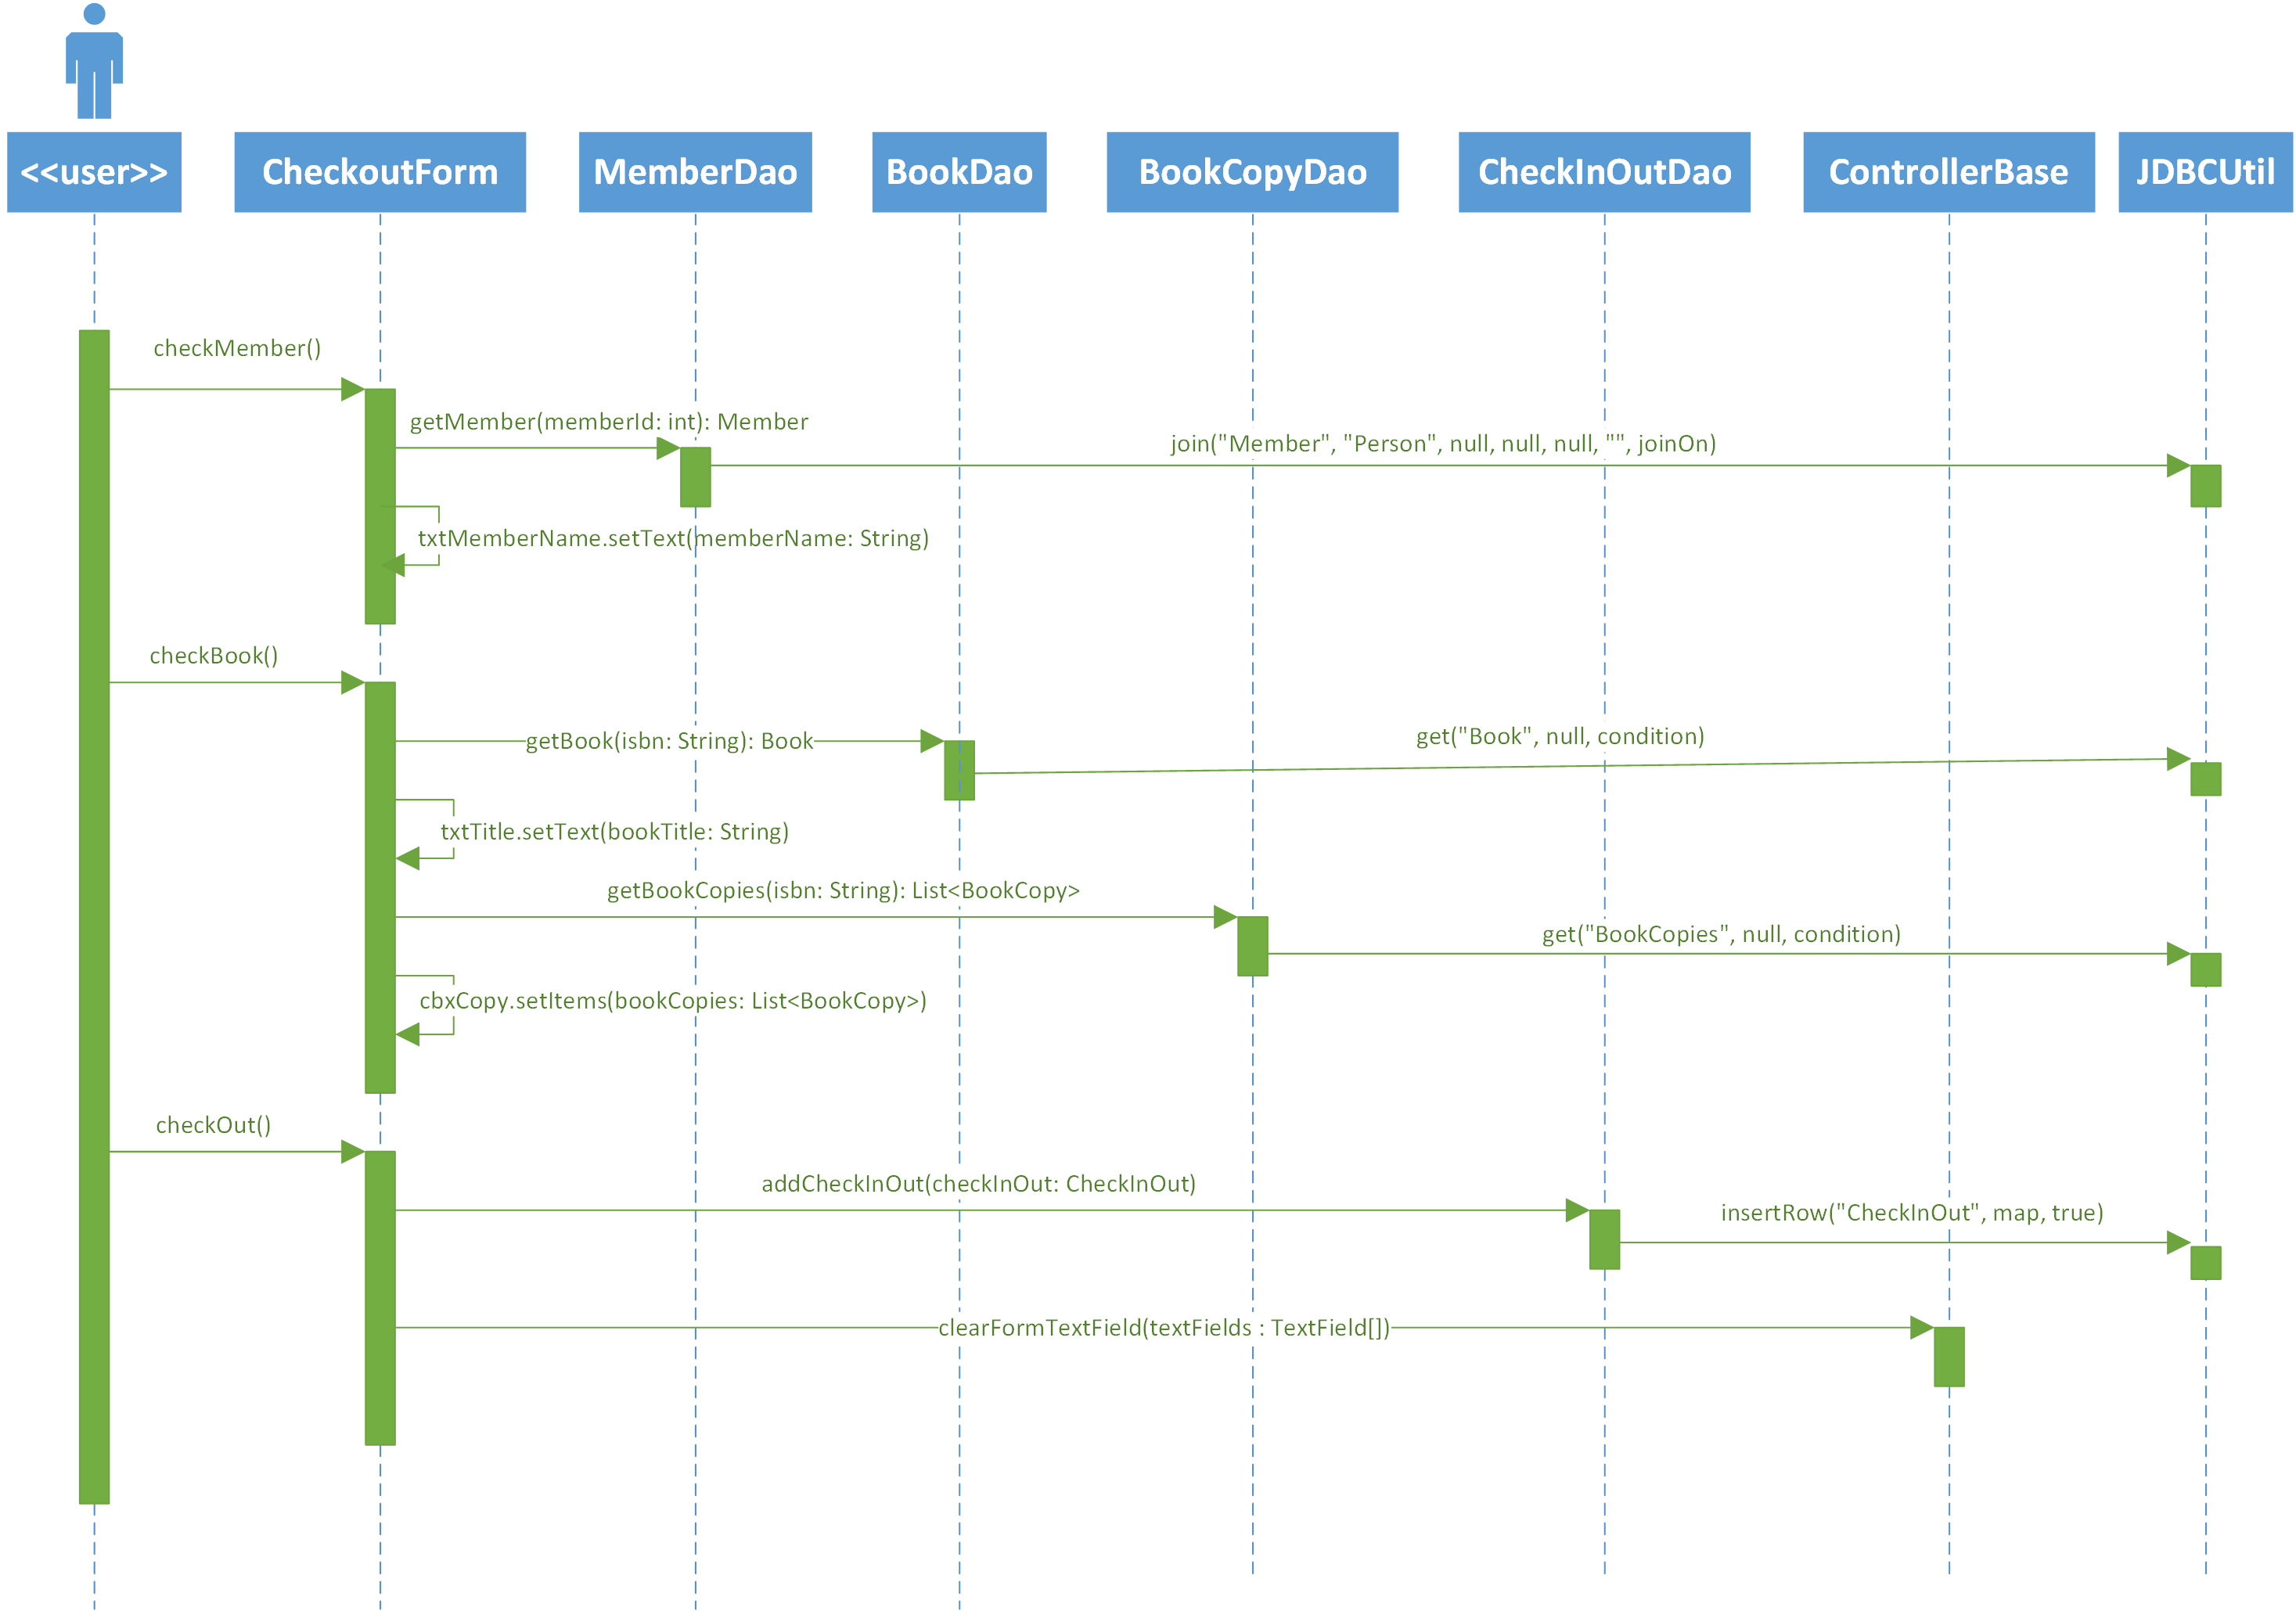 <<user>>
CheckoutForm
MemberDao
BookDao
BookCopyDao
CheckInOutDao
ControllerBase
JDBCUtil
checkMember()
getMember(memberId: int): Member
join("Member", "Person", null, null, null, "", joinOn)
txtMemberName.setText(memberName: String)
checkBook()
getBook(isbn: String): Book
get("Book", null, condition)
txtTitle.setText(bookTitle: String)
getBookCopies(isbn: String): List<BookCopy>
get("BookCopies", null, condition)
cbxCopy.setItems(bookCopies: List<BookCopy>)
checkOut()
addCheckInOut(checkInOut: CheckInOut)
insertRow("CheckInOut", map, true)
clearFormTextField(textFields : TextField[])